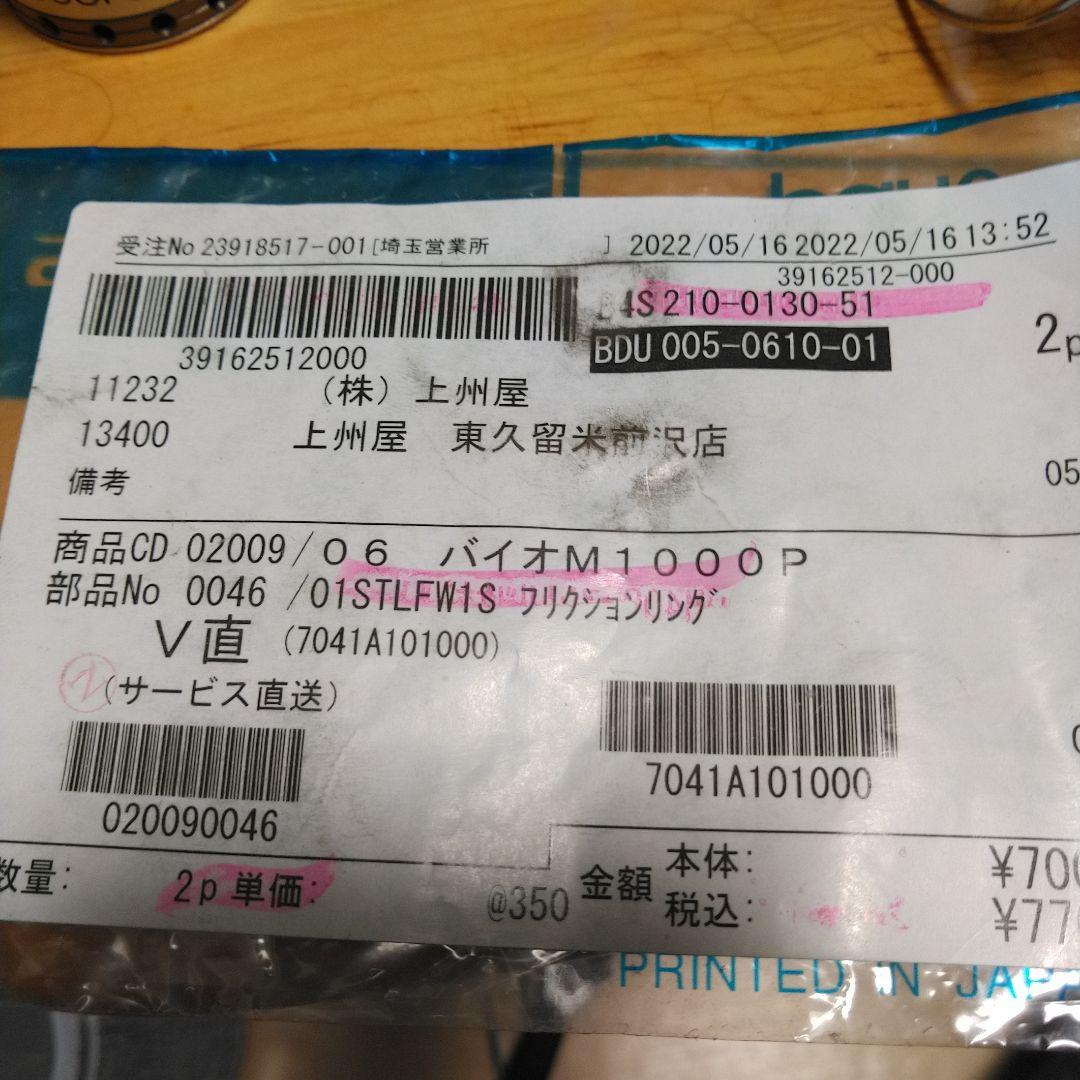 受注No 23918517-001[埼玉営業所 ] 2022/05/16 2022/05/16 13:52
39162512-000
4S 210-0130-51
BDU 005-0610-01
2p
39162512000
11232 (株) 上州屋
13400 上州屋 東久留米前沢店
備考
05
商品CD 02009/06 バイオM1000P
部品No 0046 /01STLFW1S フリクションリング
V直 (7041A101000)
2 (サービス直送)
020090046
7041A101000
数量: 2p 単価: @350
金額 本体: ¥700
税込: ¥77
PRINTED IN JAPA